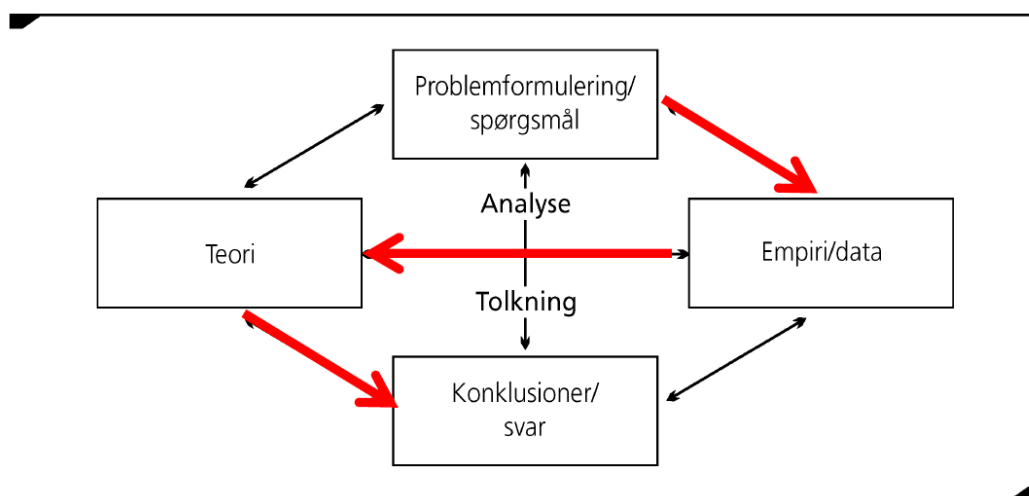 Problemformulering/
spørgsmål
Analyse
Teori
Empiri/data
Tolkning
Konklusioner/
svar